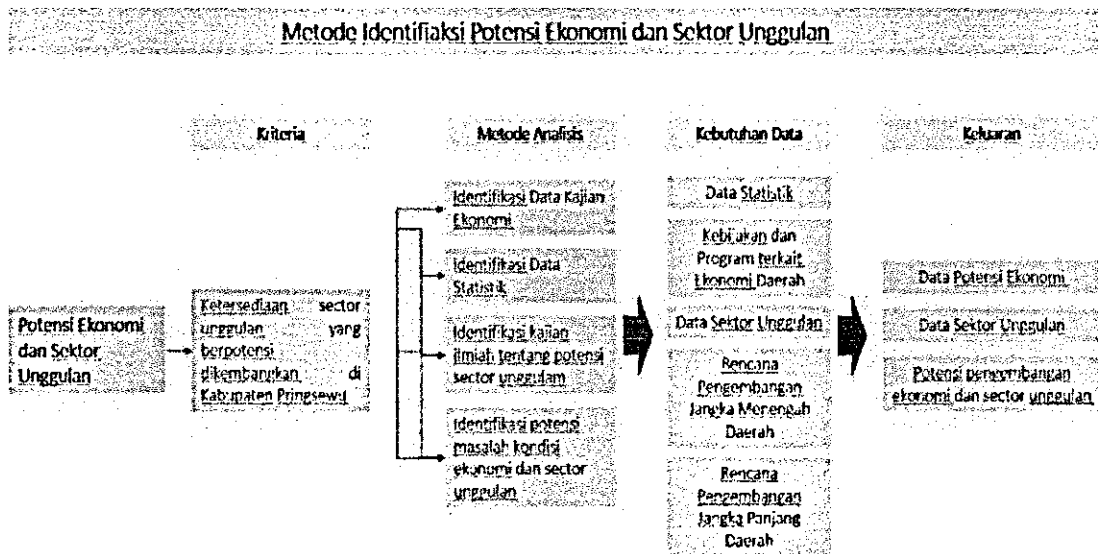 Metode Identifiaksi Potensi Ekonomi dan Sektor Unggulan
Kriteria
Metode Analisis
Kebutuhan Data
Keluaran
Potensi Ekonomi
dan Sektor
Unggulan
Ketersediaan sector
unggulan yang
berpotensi
dikembangkan di
Kabupaten Pringsewu
Identifikasi Data Kajian
Ekonomi
Identifikasi Data
Statistik
Identifikasi kajian
ilmiah tentang potensi
sector unggulam
Identifikasi potensi
masalah kondisi
ekonomi dan sector
unggulan
Data Statistik
Kebijakan dan
Program terkait
Ekonomi Daerah
Data Sektor Unggulan
Rencana
Pengembangan
Jangka Menengah
Daerah
Rencana
Pengembangan
Jangka Panjang
Daerah
Data Potensi Ekonomi
Data Sektor Unggulan
Potensi pengembangan
ekonomi dan sector unggulan